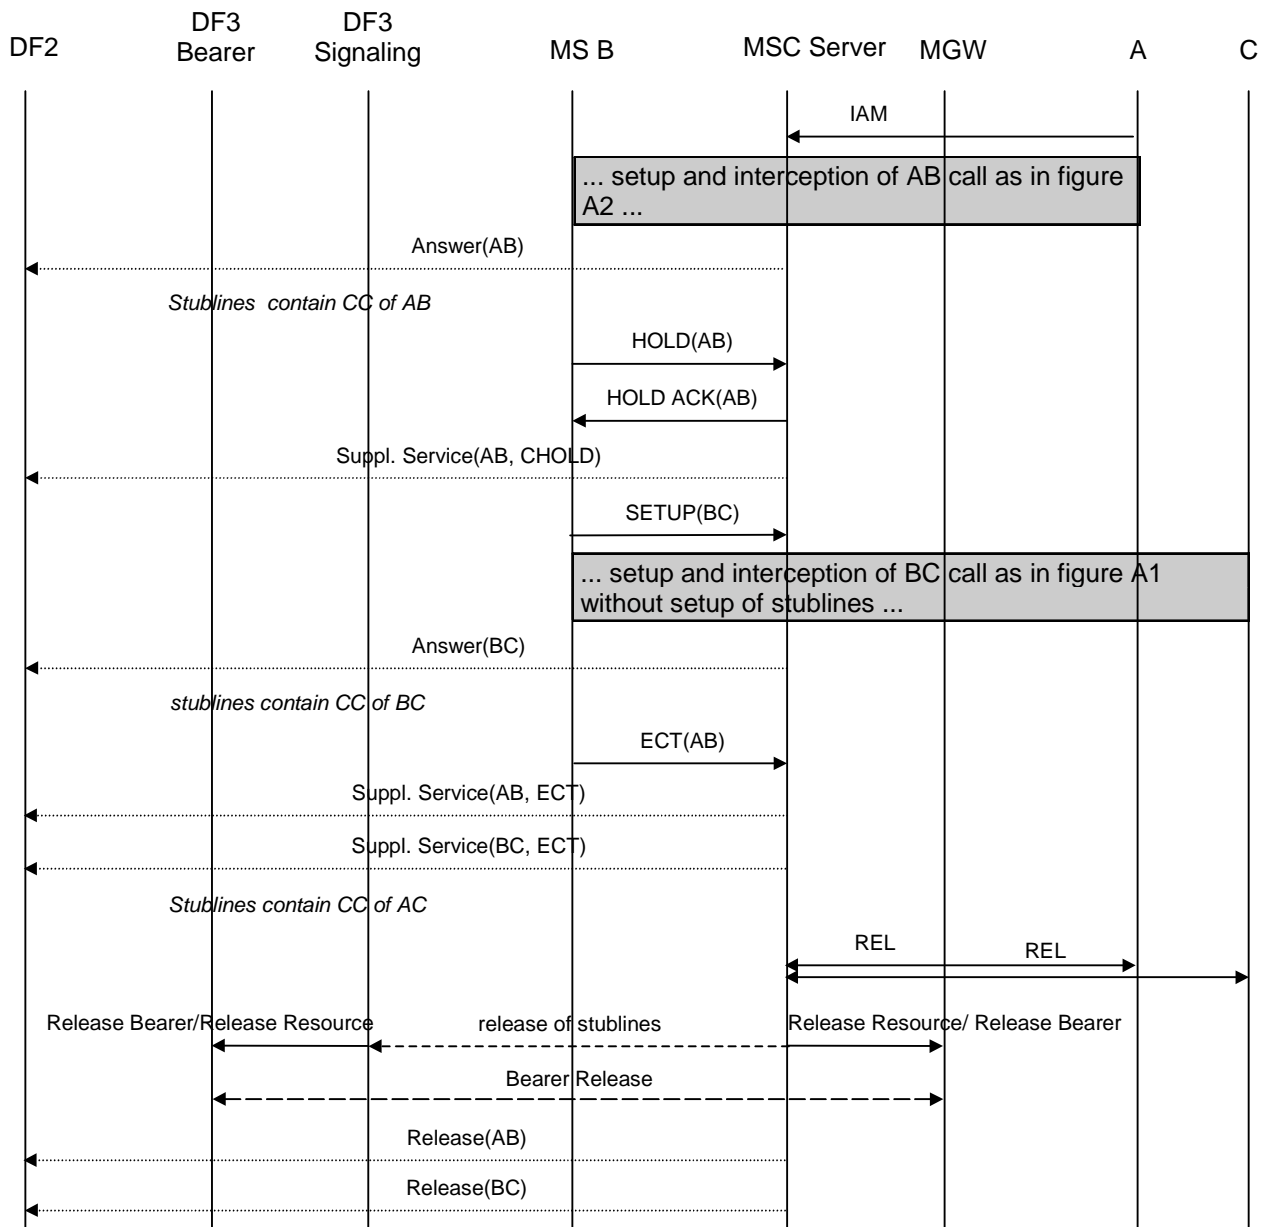 DF2
DF3
Bearer
DF3
Signaling
MS B
MSC Server
MGW
A
C
IAM
... setup and interception of AB call as in figure
A2 ...
Answer(AB)
Stublines contain CC of AB
HOLD(AB)
HOLD ACK(AB)
Suppl. Service(AB, CHOLD)
SETUP(BC)
... setup and interception of BC call as in figure A1
without setup of stublines ...
Answer(BC)
stublines contain CC of BC
ECT(AB)
Suppl. Service(AB, ECT)
Suppl. Service(BC, ECT)
Stublines contain CC of AC
REL
REL
Release Bearer/Release Resource
release of stublines
Release Resource/ Release Bearer
Bearer Release
Release(AB)
Release(BC)